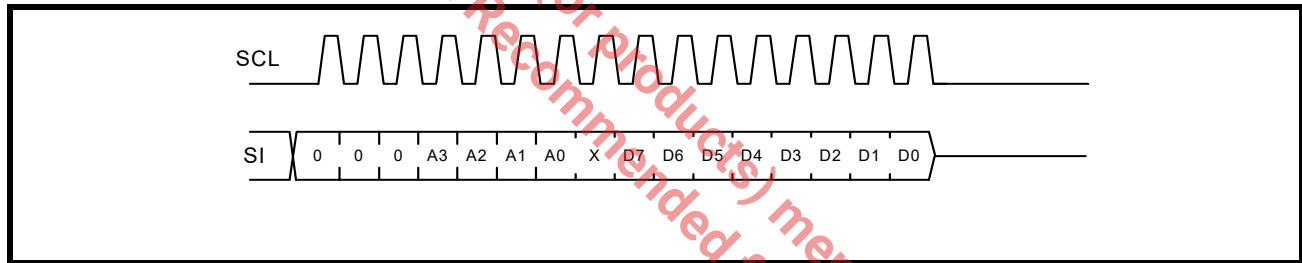 SCL
SI 0 0 0 A3 A2 A1 A0 X D7 D6 D5 D4 D3 D2 D1 D0
(for products) 
Recommended